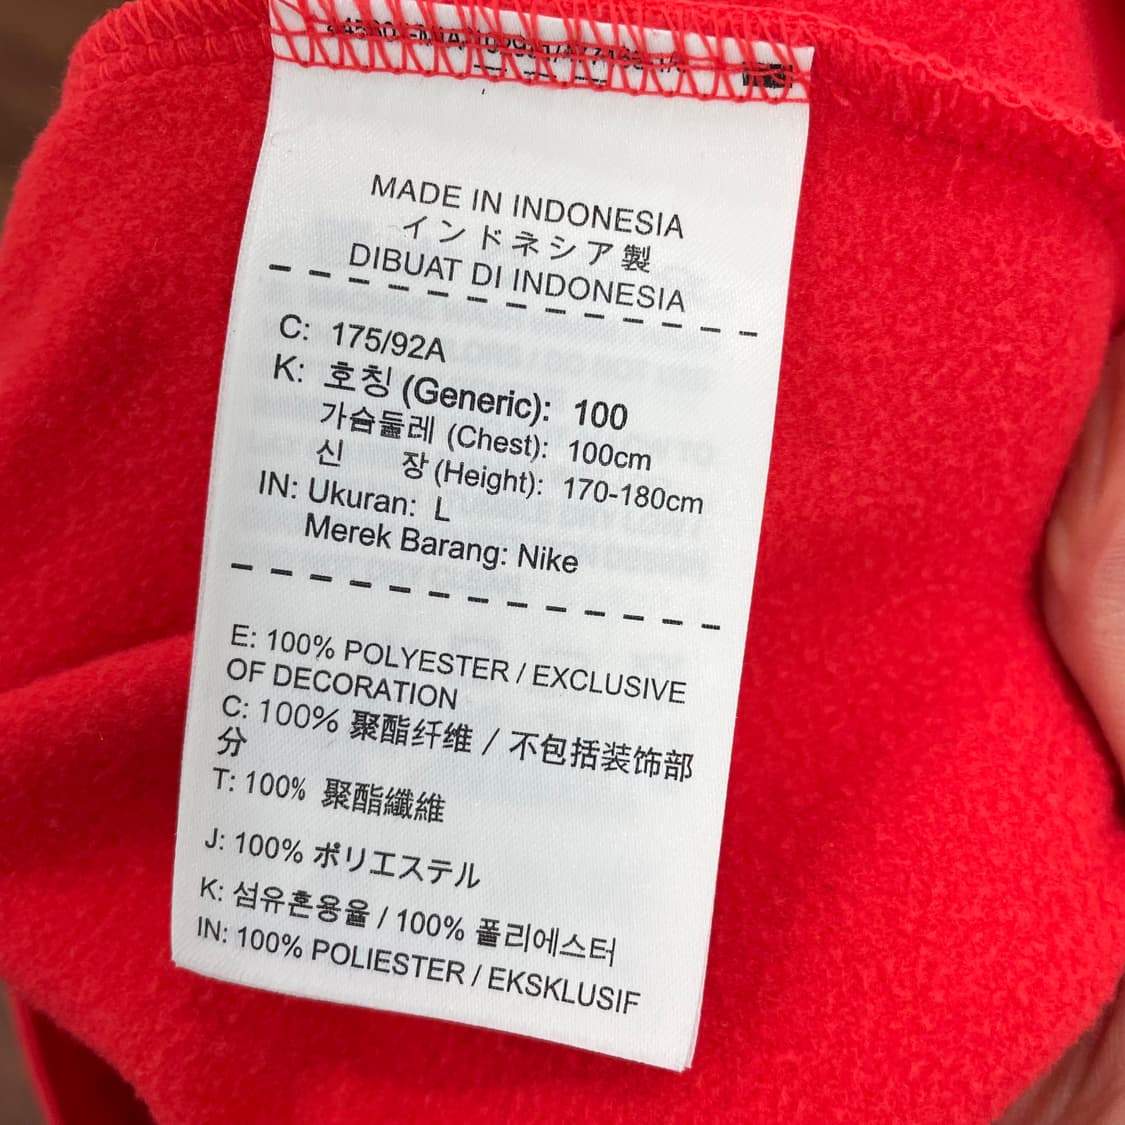 MADE IN INDONESIA
インドネシア製
DIBUAT DI INDONESIA
C: 175/92A
K: 호칭 (Generic): 100
가슴둘레 (Chest): 100cm
신 장 (Height): 170-180cm
IN: Ukuran: L
Merek Barang: Nike
E: 100% POLYESTER / EXCLUSIVE
OF DECORATION
C: 100% 聚酯纤维 / 不包括装饰部
分
T: 100% 聚酯纖維
J: 100% ポリエステル
K: 섬유혼용율 / 100% 폴리에스터
IN: 100% POLIESTER / EKSKLUSIF